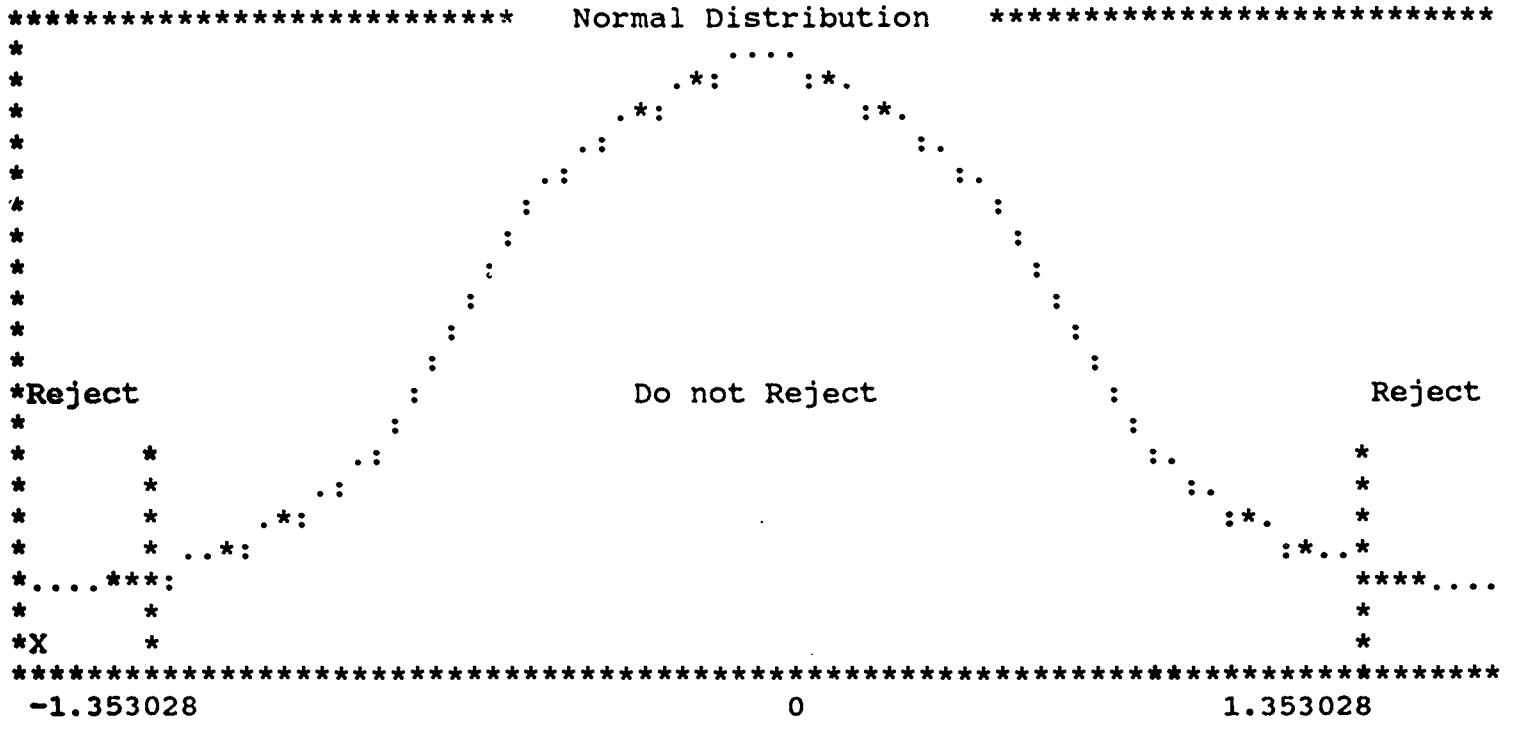 Normal Distribution
Reject Do not Reject Reject
X
-1.353028 0 1.353028